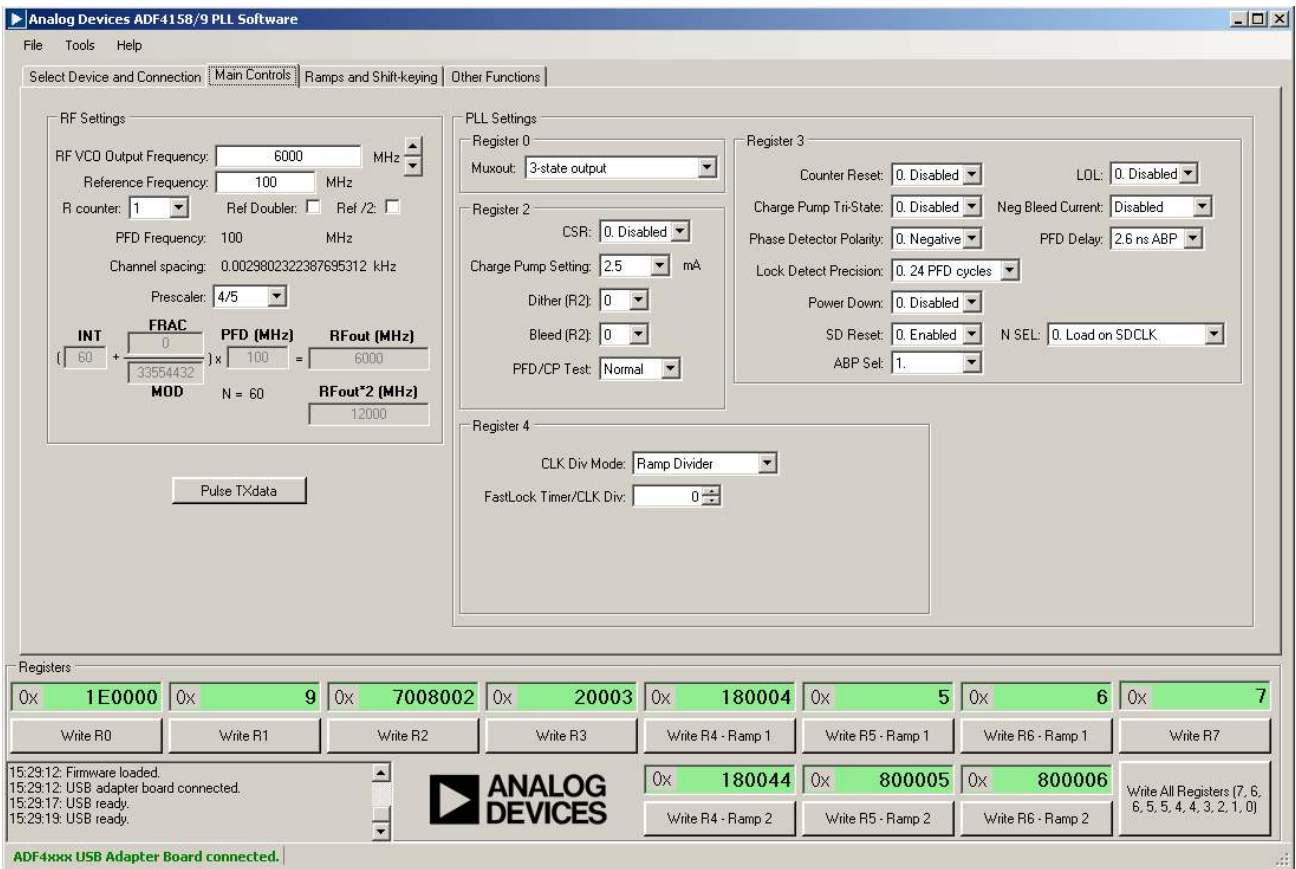 Analog Devices ADF4158/9 PLL Software
File Tools Help
Select Device and Connection Main Controls Ramps and Shift-keying Other Functions
RF Settings
RF VCO Output Frequency: 6000 MHz
Reference Frequency: 100 MHz
R counter: 1 Ref Doubler: Ref /2:
PFD Frequency: 100 MHz
Channel spacing: 0.0029802322387695312 kHz
Prescaler: 4/5
INT FRAC PFD (MHz) RFout (MHz)
( 60 + 0 ) x 100 = 6000
33554432
MOD N = 60 RFout*2 (MHz)
12000
Pulse TXdata
PLL Settings
Register 0
Muxout: 3-state output
Register 2
CSR: 0. Disabled
Charge Pump Setting: 2.5 mA
Dither (R2): 0
Bleed (R2): 0
PFD/CP Test: Normal
Register 3
Counter Reset: 0. Disabled LOL: 0. Disabled
Charge Pump Tri-State: 0. Disabled Neg Bleed Current: Disabled
Phase Detector Polarity: 0. Negative PFD Delay: 2.6 ns ABP
Lock Detect Precision: 0. 24 PFD cycles
Power Down: 0. Disabled
SD Reset: 0. Enabled N SEL: 0. Load on SDCLK
ABP Sel: 1.
Register 4
CLK Div Mode: Ramp Divider
FastLock Timer/CLK Div: 0
Registers
0x 1E0000 0x 9 0x 7008002 0x 20003 0x 180004 0x 5 0x 6 0x 7
Write R0 Write R1 Write R2 Write R3 Write R4 - Ramp 1 Write R5 - Ramp 1 Write R6 - Ramp 1 Write R7
15:29:12: Firmware loaded.
15:29:12: USB adapter board connected.
15:29:17: USB ready.
15:29:19: USB ready.
ANALOG
DEVICES
0x 180044 0x 800005 0x 800006
Write R4 - Ramp 2 Write R5 - Ramp 2 Write R6 - Ramp 2
Write All Registers (7, 6,
6, 5, 5, 4, 4, 3, 2, 1, 0)
ADF4xxx USB Adapter Board connected.